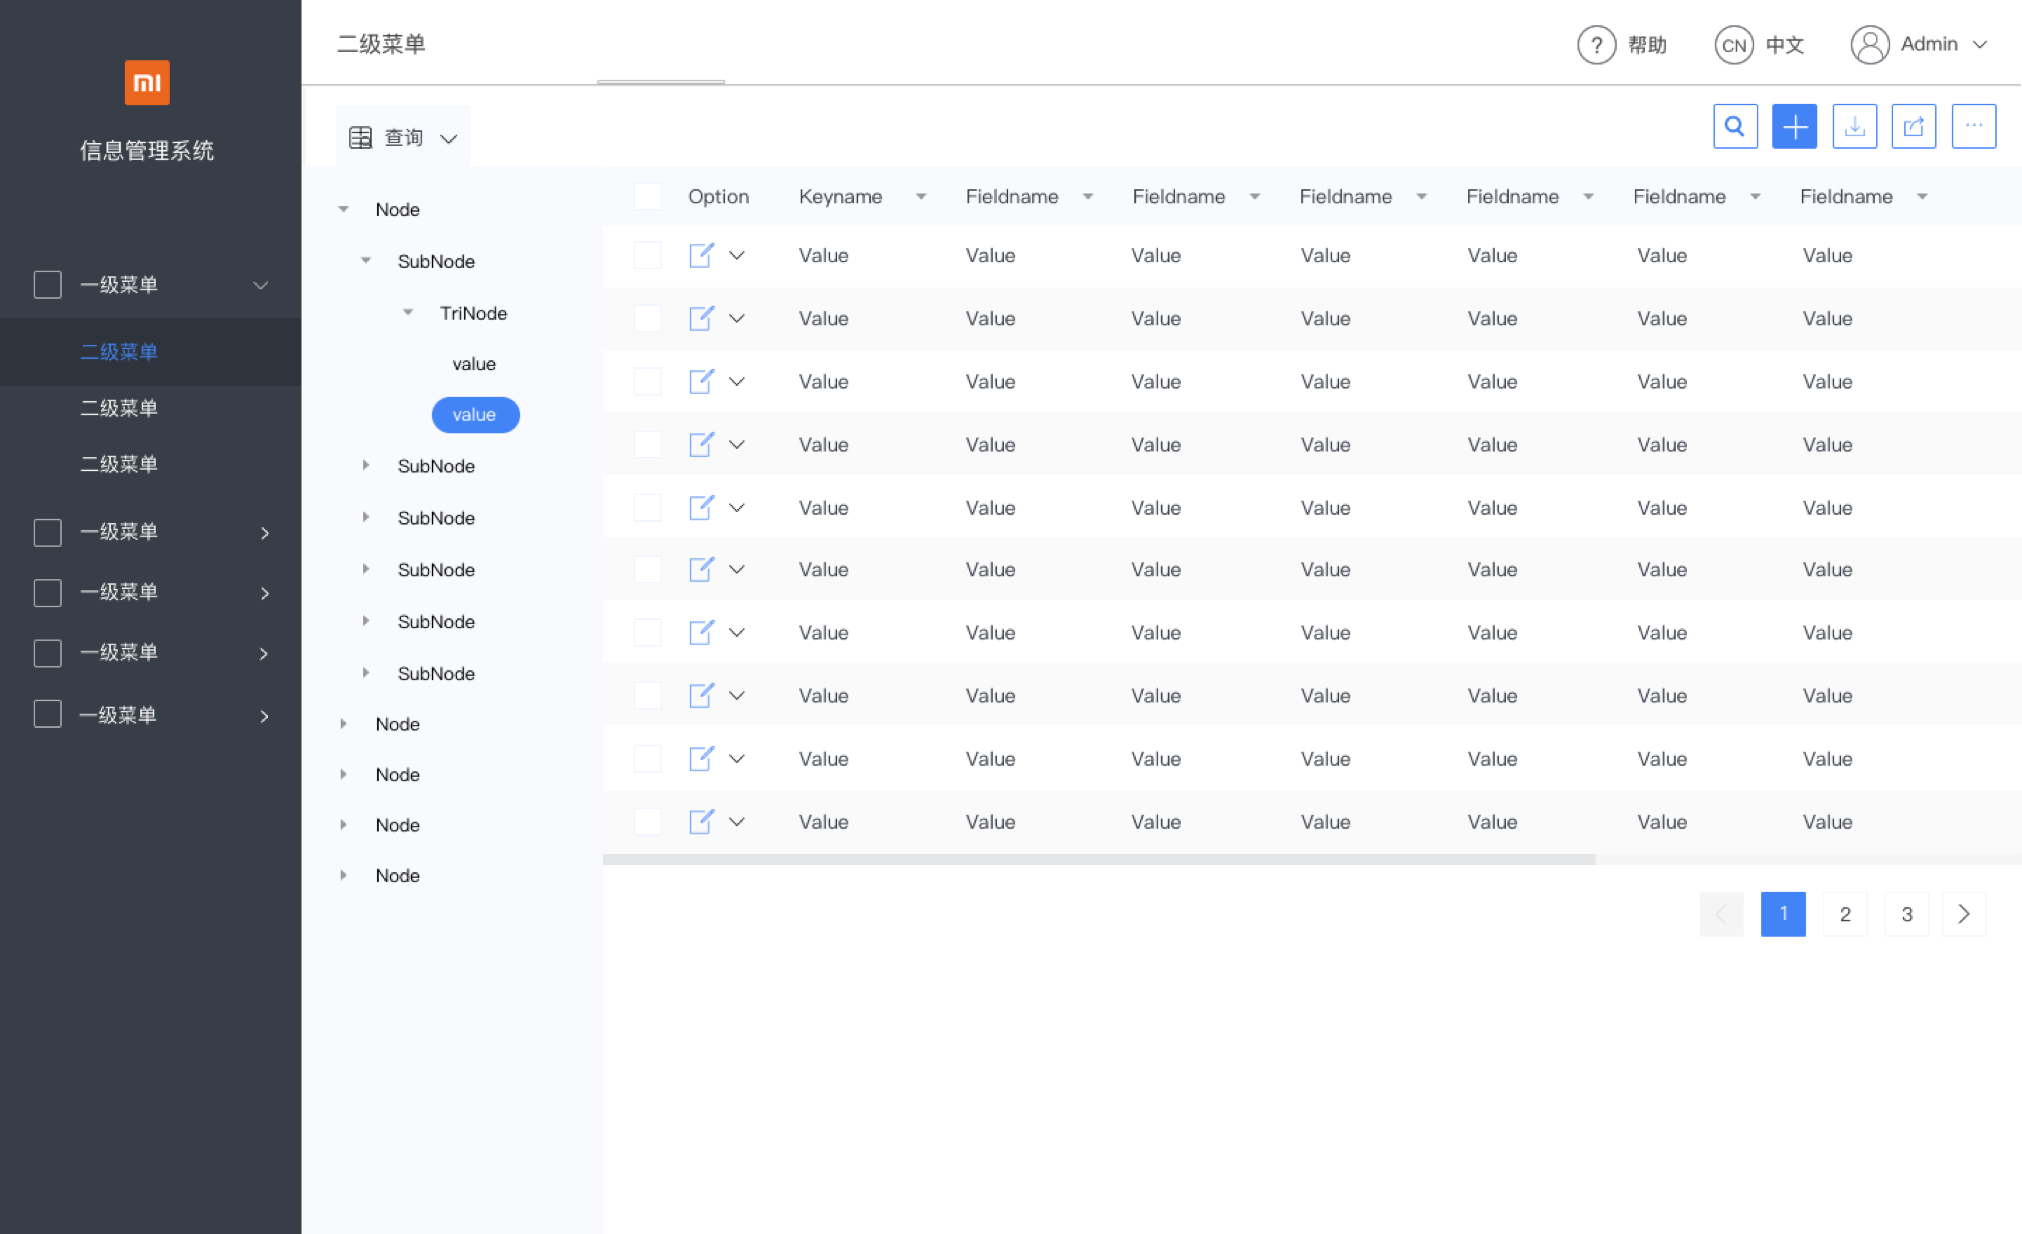 mi
信息管理系统
一级菜单
二级菜单
二级菜单
二级菜单
一级菜单
一级菜单
一级菜单
一级菜单
二级菜单
? 帮助
CN 中文
Admin
查询
Node
SubNode
TriNode
value
value
SubNode
SubNode
SubNode
SubNode
SubNode
Node
Node
Node
Node
Option Keyname Fieldname Fieldname Fieldname Fieldname Fieldname Fieldname
Value Value Value Value Value Value Value
Value Value Value Value Value Value Value
Value Value Value Value Value Value Value
Value Value Value Value Value Value Value
Value Value Value Value Value Value Value
Value Value Value Value Value Value Value
Value Value Value Value Value Value Value
Value Value Value Value Value Value Value
Value Value Value Value Value Value Value
Value Value Value Value Value Value Value
1 2 3